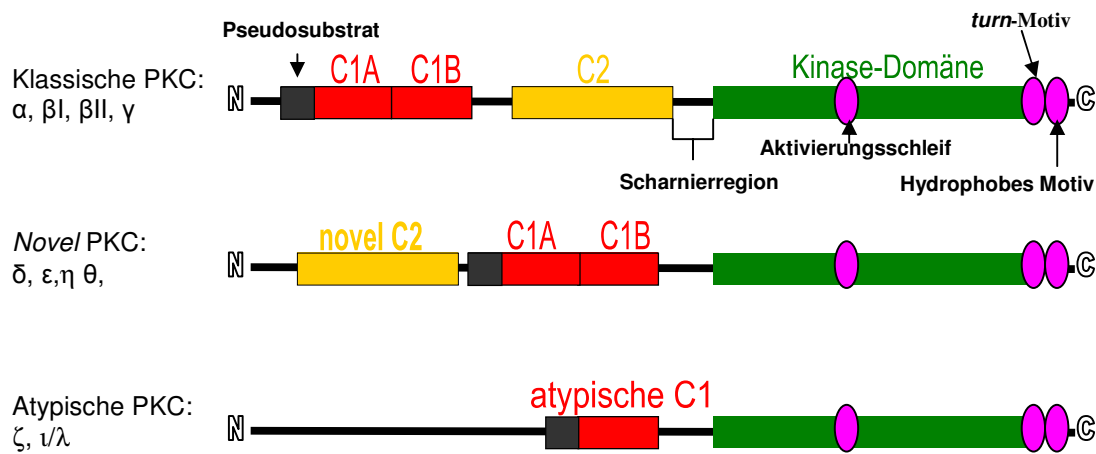 Pseudosubstrat
turn-Motiv
Klassische PKC:
α, βI, βII, γ
N
C1A
C1B
C2
Kinase-Domäne
C
Aktivierungsschleif
Scharnierregion
Hydrophobes Motiv
Novel PKC:
δ, ε,η θ,
N
novel C2
C1A
C1B
C
Atypische PKC:
ζ, ι/λ
N
atypische C1
C